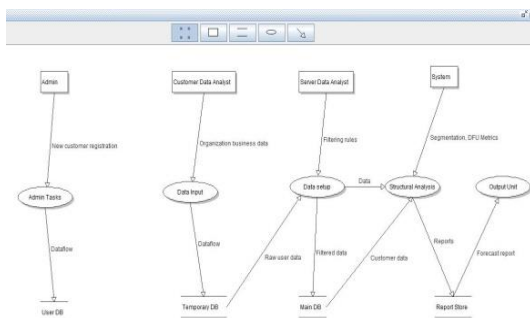 Admin
Customer Data Analyst
Server Data Analyst
System
New customer registration
Organization business data
Filtering rules
Segmentation, DFU Metrics
Admin Tasks
Data Input
Data setup
Data
Structural Analysis
Output Unit
Dataflow
Dataflow
Raw user data
Filtered data
Customer data
Reports
Forecast report
User DB
Temporary DB
Main DB
Report Store